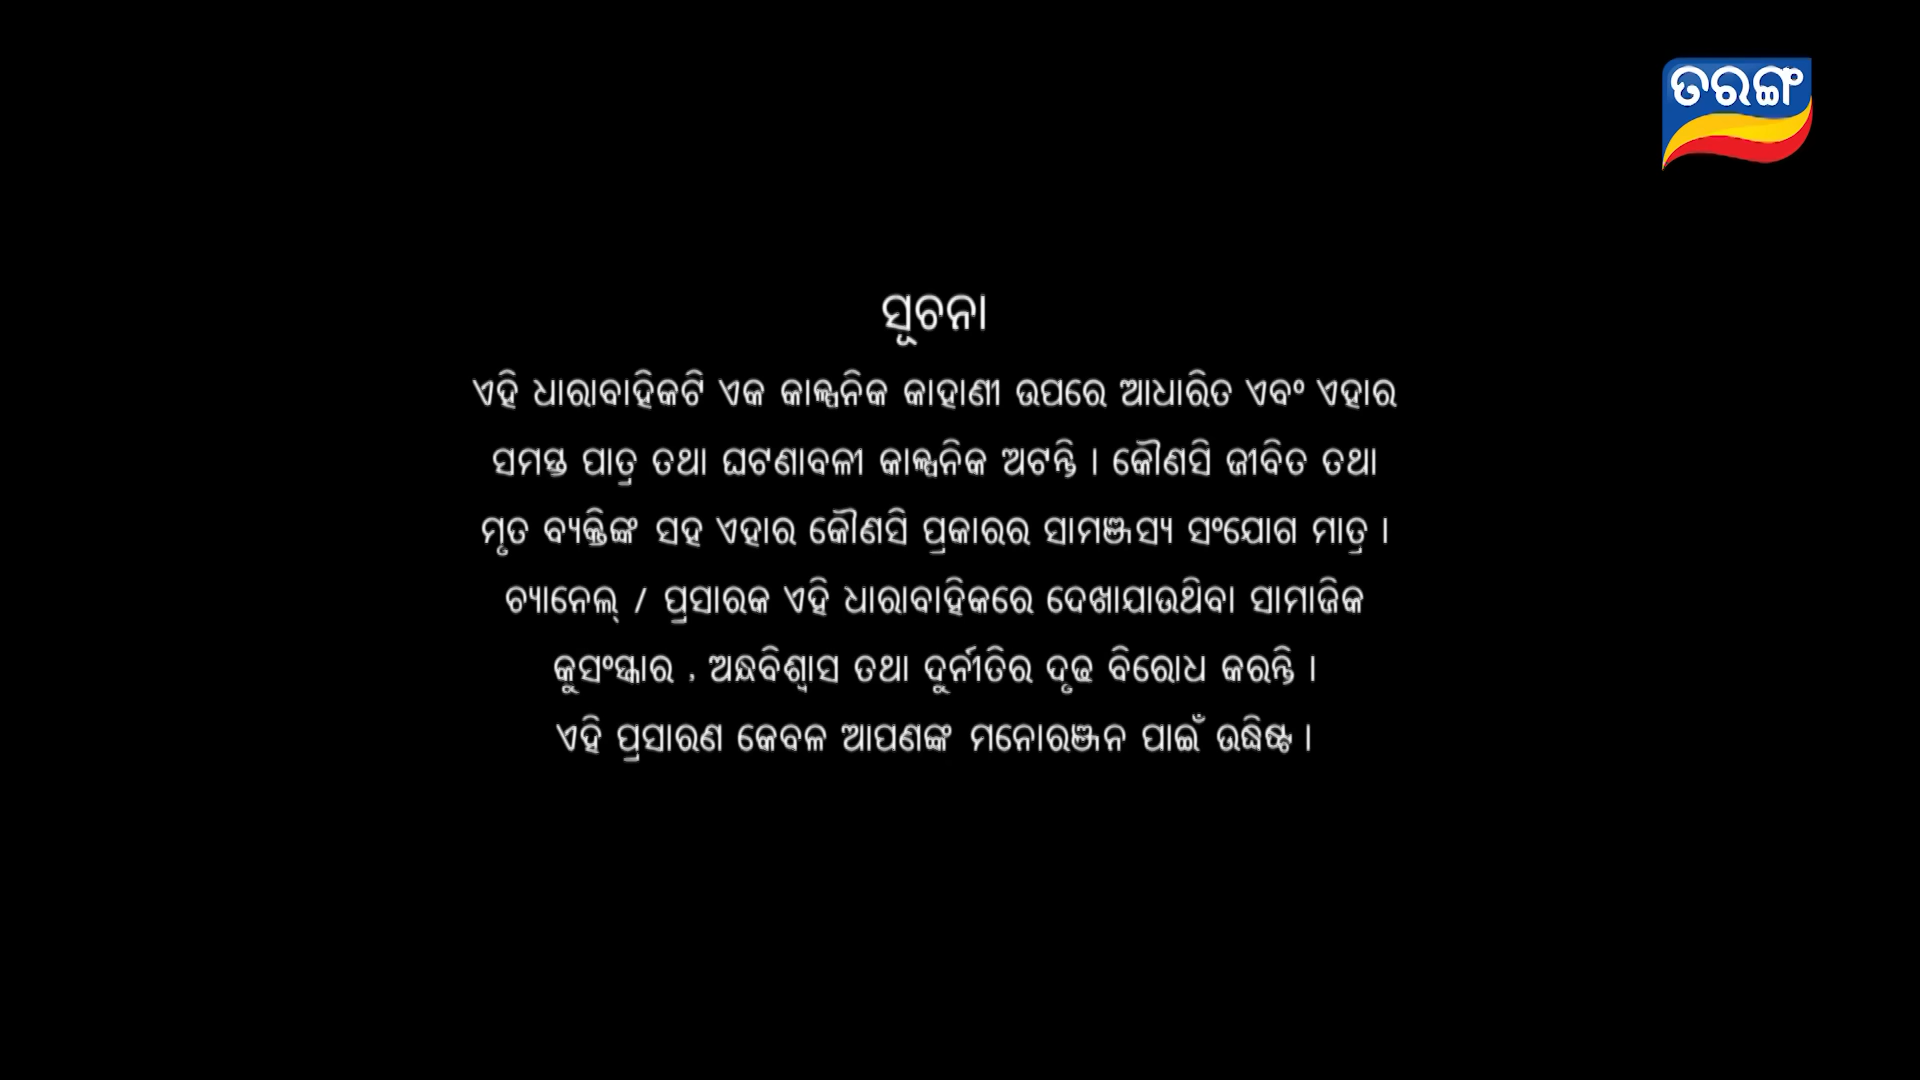 ତରଙ୍ଗ
ସୂଚନା
ଏହି ଧାରାବାହିକଟି ଏକ କାଳ୍ପନିକ କାହାଣୀ ଉପରେ ଆଧାରିତ ଏବଂ ଏହାର
ସମସ୍ତ ପାତ୍ର ତଥା ଘଟଣାବଳୀ କାଳ୍ପନିକ ଅଟନ୍ତି । କୌଣସି ଜୀବିତ ତଥା
ମୃତ ବ୍ୟକ୍ତିଙ୍କ ସହ ଏହାର କୌଣସି ପ୍ରକାରର ସାମଞ୍ଜସ୍ୟ ସଂଯୋଗ ମାତ୍ର ।
ଚ୍ୟାନେଲ୍ / ପ୍ରସାରକ ଏହି ଧାରାବାହିକରେ ଦେଖାଯାଉଥିବା ସାମାଜିକ
କୁସଂସ୍କାର , ଅନ୍ଧବିଶ୍ୱାସ ତଥା ଦୁର୍ନୀତିର ଦୃଢ ବିରୋଧ କରନ୍ତି ।
ଏହି ପ୍ରସାରଣ କେବଳ ଆପଣଙ୍କ ମନୋରଞ୍ଜନ ପାଇଁ ଉଦ୍ଧିଷ୍ଟ ।